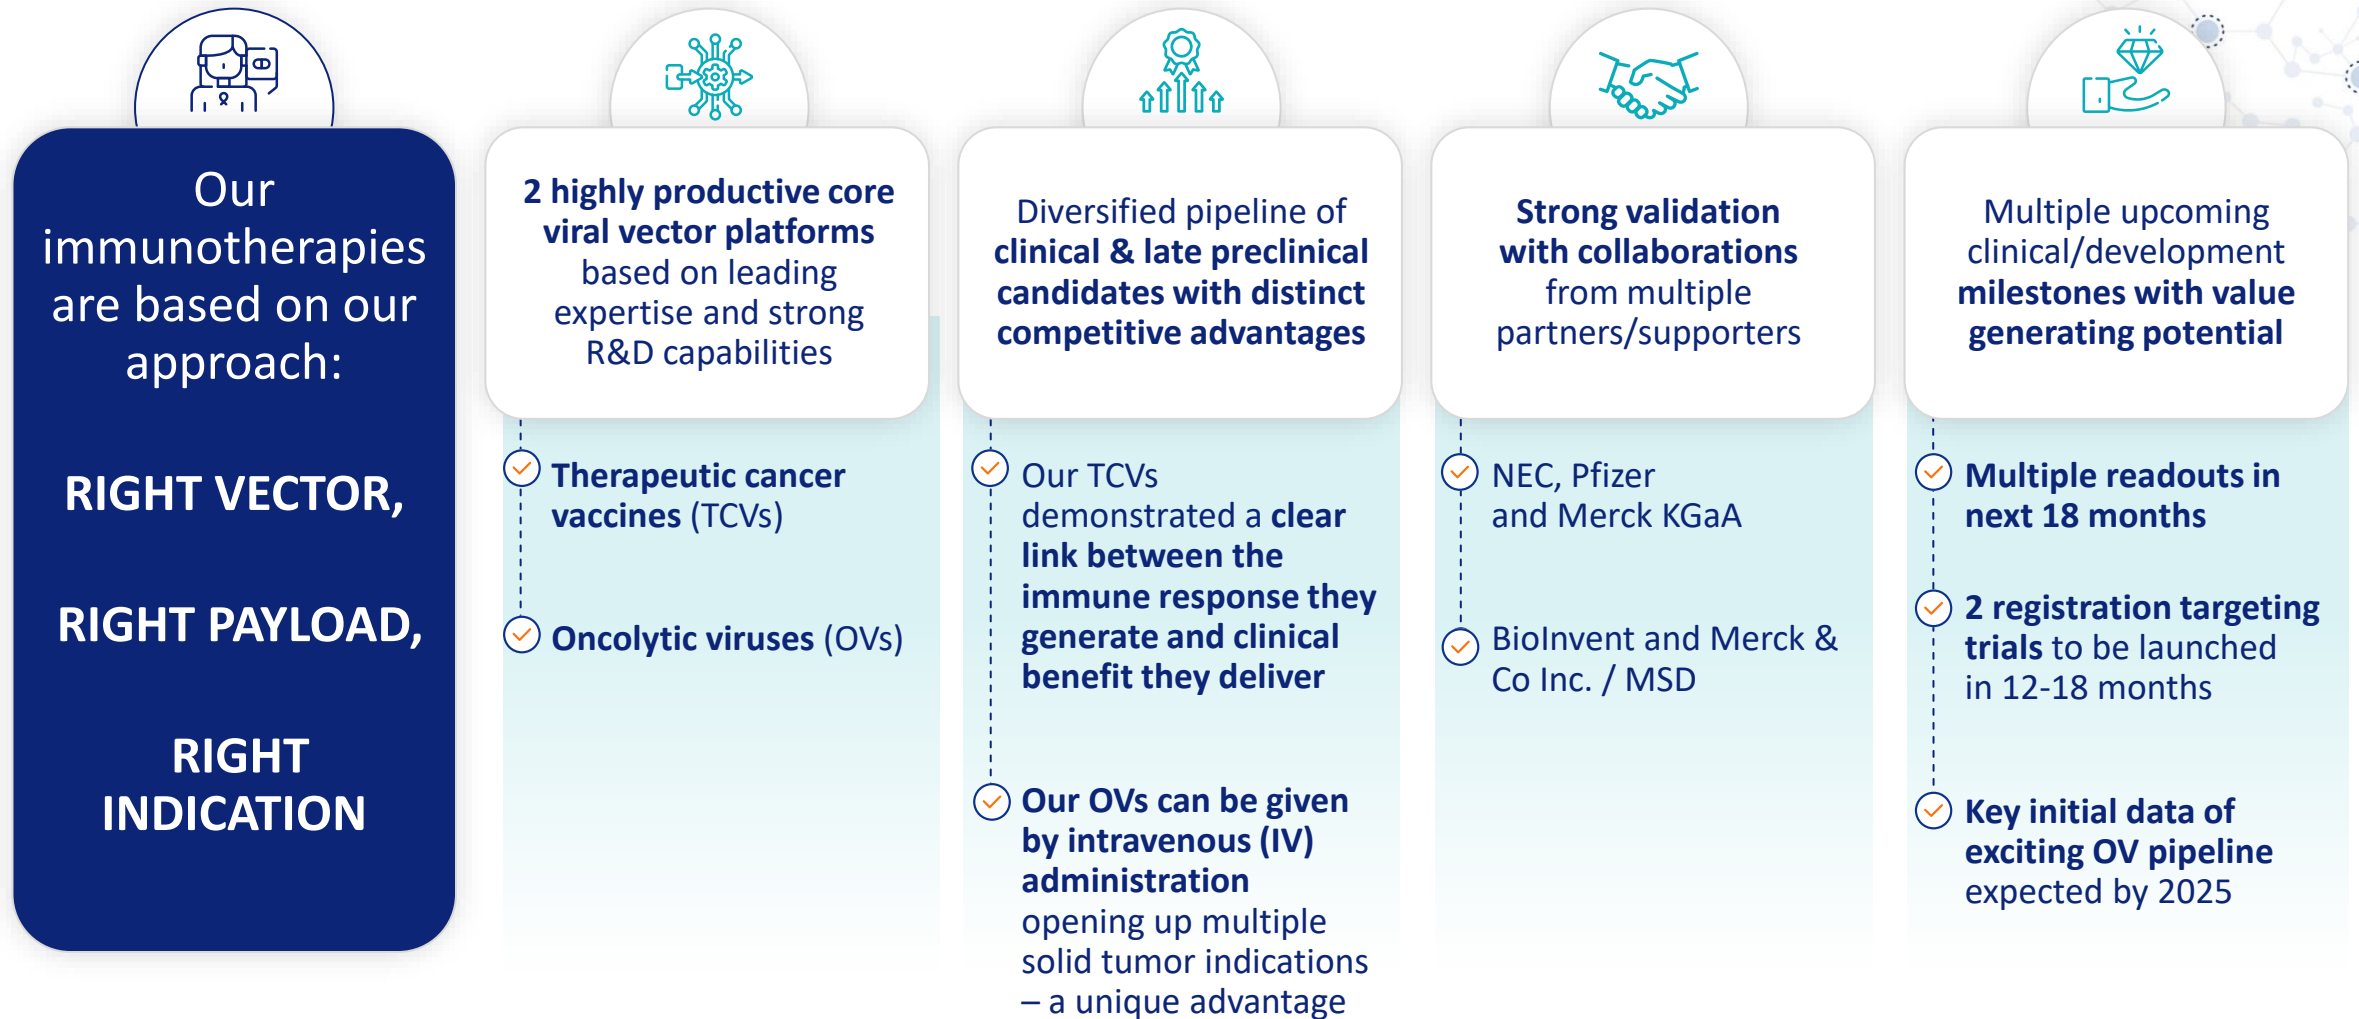 Our
immunotherapies
are based on our
approach:
RIGHT VECTOR,
RIGHT PAYLOAD,
RIGHT
INDICATION
2 highly productive core
viral vector platforms
based on leading
expertise and strong
R&D capabilities
Therapeutic cancer
vaccines (TCVs)
Oncolytic viruses (OVs)
Diversified pipeline of
clinical & late preclinical
candidates with distinct
competitive advantages
Our TCVs
demonstrated a clear
link between the
immune response they
generate and clinical
benefit they deliver
Our OVs can be given
by intravenous (IV)
administration
opening up multiple
solid tumor indications
– a unique advantage
Strong validation
with collaborations
from multiple
partners/supporters
NEC, Pfizer
and Merck KGaA
BioInvent and Merck &
Co Inc. / MSD
Multiple upcoming
clinical/development
milestones with value
generating potential
Multiple readouts in
next 18 months
2 registration targeting
trials to be launched
in 12-18 months
Key initial data of
exciting OV pipeline
expected by 2025